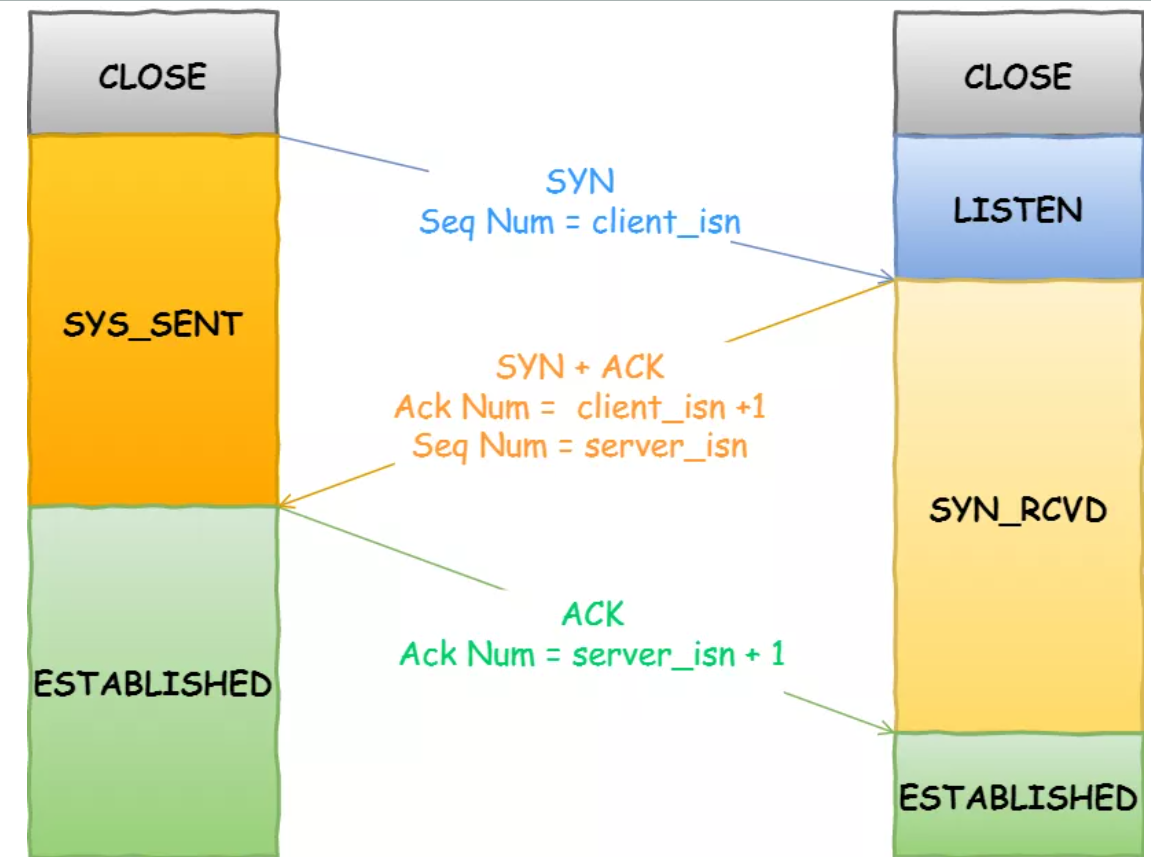 CLOSE
CLOSE
SYN
Seq Num = client_isn
LISTEN
SYS_SENT
SYN + ACK
Ack Num =  client_isn +1
Seq Num = server_isn
SYN_RCVD
ACK
Ack Num = server_isn + 1
ESTABLISHED
ESTABLISHED